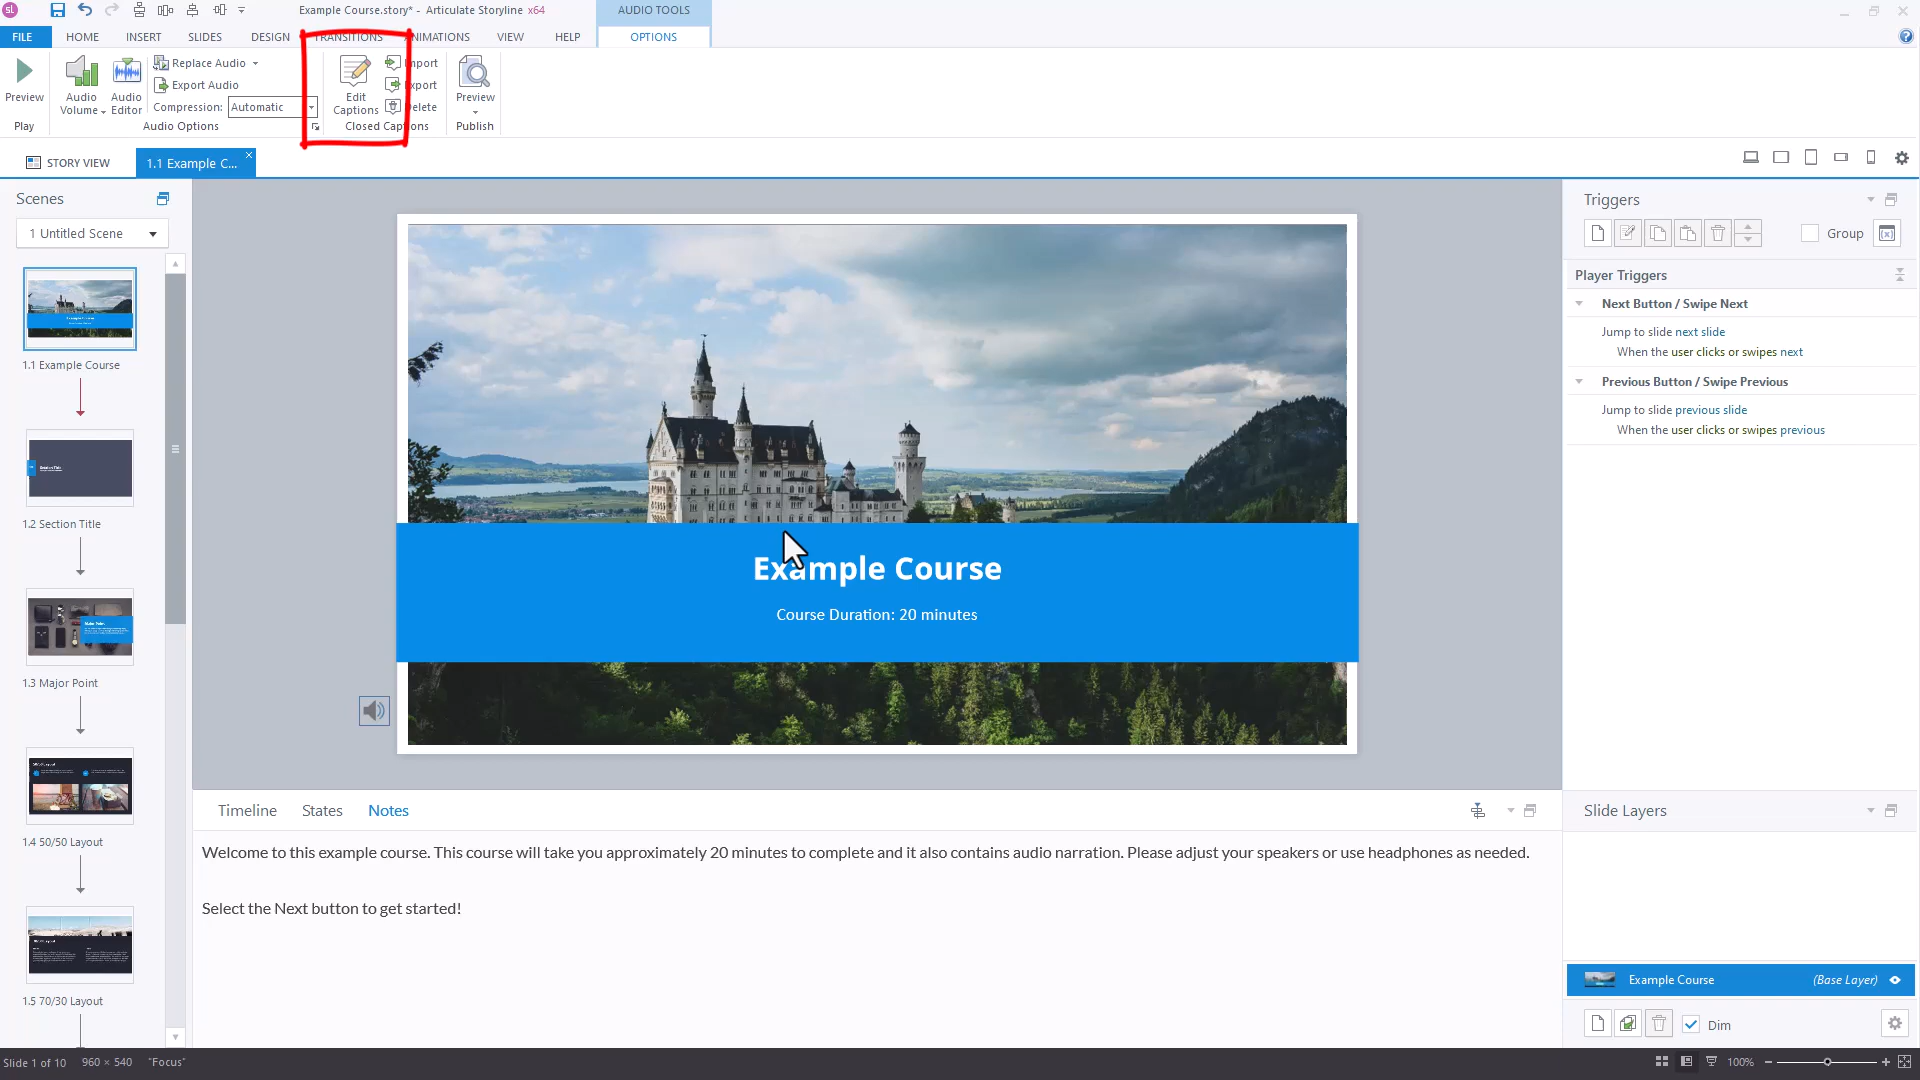 Example Course.story* - Articulate Storyline x64
AUDIO TOOLS
FILE HOME INSERT SLIDES DESIGN TRANSITIONS ANIMATIONS VIEW HELP OPTIONS
Preview
Play
Audio Volume
Audio Editor
Replace Audio
Export Audio
Compression: Automatic
Audio Options
Edit Captions
Import
Export
Delete
Closed Captions
Preview
Publish
STORY VIEW
1.1 Example C...
Scenes
1 Untitled Scene
1.1 Example Course
1.2 Section Title
1.3 Major Point
1.4 50/50 Layout
1.5 70/30 Layout
Example Course
Course Duration: 20 minutes
Timeline States Notes
Welcome to this example course. This course will take you approximately 20 minutes to complete and it also contains audio narration. Please adjust your speakers or use headphones as needed.
Select the Next button to get started!
Triggers
Group
Player Triggers
Next Button / Swipe Next
Jump to slide next slide
When the user clicks or swipes next
Previous Button / Swipe Previous
Jump to slide previous slide
When the user clicks or swipes previous
Slide Layers
Example Course (Base Layer)
Dim
Slide 1 of 10 960 × 540 "Focus"
100%